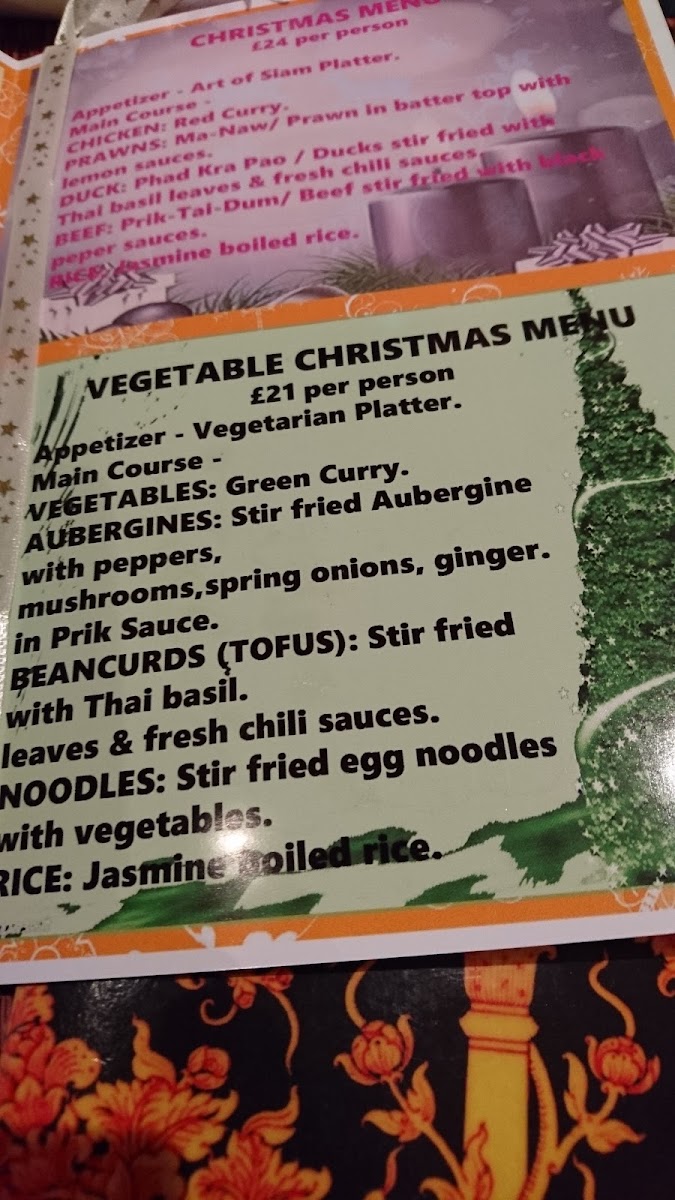 CHRISTMAS MENU
£24 per person
Appetizer - Art of Siam Platter.
Main Course -
CHICKEN: Red Curry.
PRAWNS: Ma-Naw/ Prawn in batter top with
lemon sauces.
DUCK: Phad Kra Pao / Ducks stir fried with
Thai basil leaves & fresh chili sauces.
BEEF: Prik-Tai-Dum/ Beef stir fried with black
peper sauces.
RICE: Jasmine boiled rice.
VEGETABLE CHRISTMAS MENU
£21 per person
Appetizer - Vegetarian Platter.
Main Course -
VEGETABLES: Green Curry.
AUBERGINES: Stir fried Aubergine
with peppers,
mushrooms,spring onions, ginger.
in Prik Sauce.
BEANCURDS (TOFUS): Stir fried
with Thai basil.
leaves & fresh chili sauces.
NOODLES: Stir fried egg noodles
with vegetables.
RICE: Jasmine boiled rice.